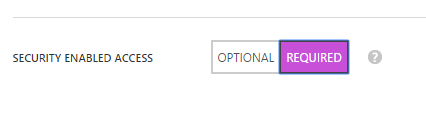 SECURITY ENABLED ACCESS OPTIONAL REQUIRED ?